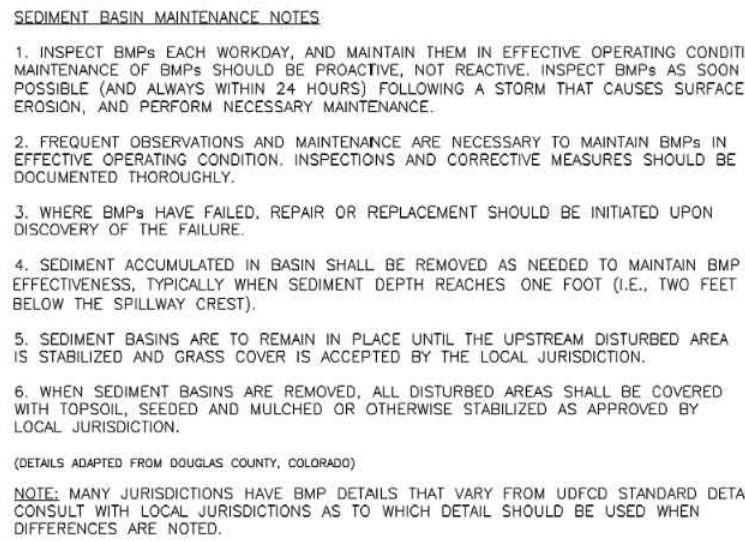 SEDIMENT BASIN MAINTENANCE NOTES
1. INSPECT BMPs EACH WORKDAY, AND MAINTAIN THEM IN EFFECTIVE OPERATING CONDITI
MAINTENANCE OF BMPs SHOULD BE PROACTIVE, NOT REACTIVE. INSPECT BMPs AS SOON
POSSIBLE (AND ALWAYS WITHIN 24 HOURS) FOLLOWING A STORM THAT CAUSES SURFACE
EROSION, AND PERFORM NECESSARY MAINTENANCE.
2. FREQUENT OBSERVATIONS AND MAINTENANCE ARE NECESSARY TO MAINTAIN BMPs IN
EFFECTIVE OPERATING CONDITION. INSPECTIONS AND CORRECTIVE MEASURES SHOULD BE
DOCUMENTED THOROUGHLY.
3. WHERE BMPs HAVE FAILED, REPAIR OR REPLACEMENT SHOULD BE INITIATED UPON
DISCOVERY OF THE FAILURE.
4. SEDIMENT ACCUMULATED IN BASIN SHALL BE REMOVED AS NEEDED TO MAINTAIN BMP
EFFECTIVENESS, TYPICALLY WHEN SEDIMENT DEPTH REACHES ONE FOOT (I.E., TWO FEET
BELOW THE SPILLWAY CREST).
5. SEDIMENT BASINS ARE TO REMAIN IN PLACE UNTIL THE UPSTREAM DISTURBED AREA
IS STABILIZED AND GRASS COVER IS ACCEPTED BY THE LOCAL JURISDICTION.
6. WHEN SEDIMENT BASINS ARE REMOVED, ALL DISTURBED AREAS SHALL BE COVERED
WITH TOPSOIL, SEEDED AND MULCHED OR OTHERWISE STABILIZED AS APPROVED BY
LOCAL JURISDICTION.
(DETAILS ADAPTED FROM DOUGLAS COUNTY, COLORADO)
NOTE: MANY JURISDICTIONS HAVE BMP DETAILS THAT VARY FROM UDFCD STANDARD DETA
CONSULT WITH LOCAL JURISDICTIONS AS TO WHICH DETAIL SHOULD BE USED WHEN
DIFFERENCES ARE NOTED.